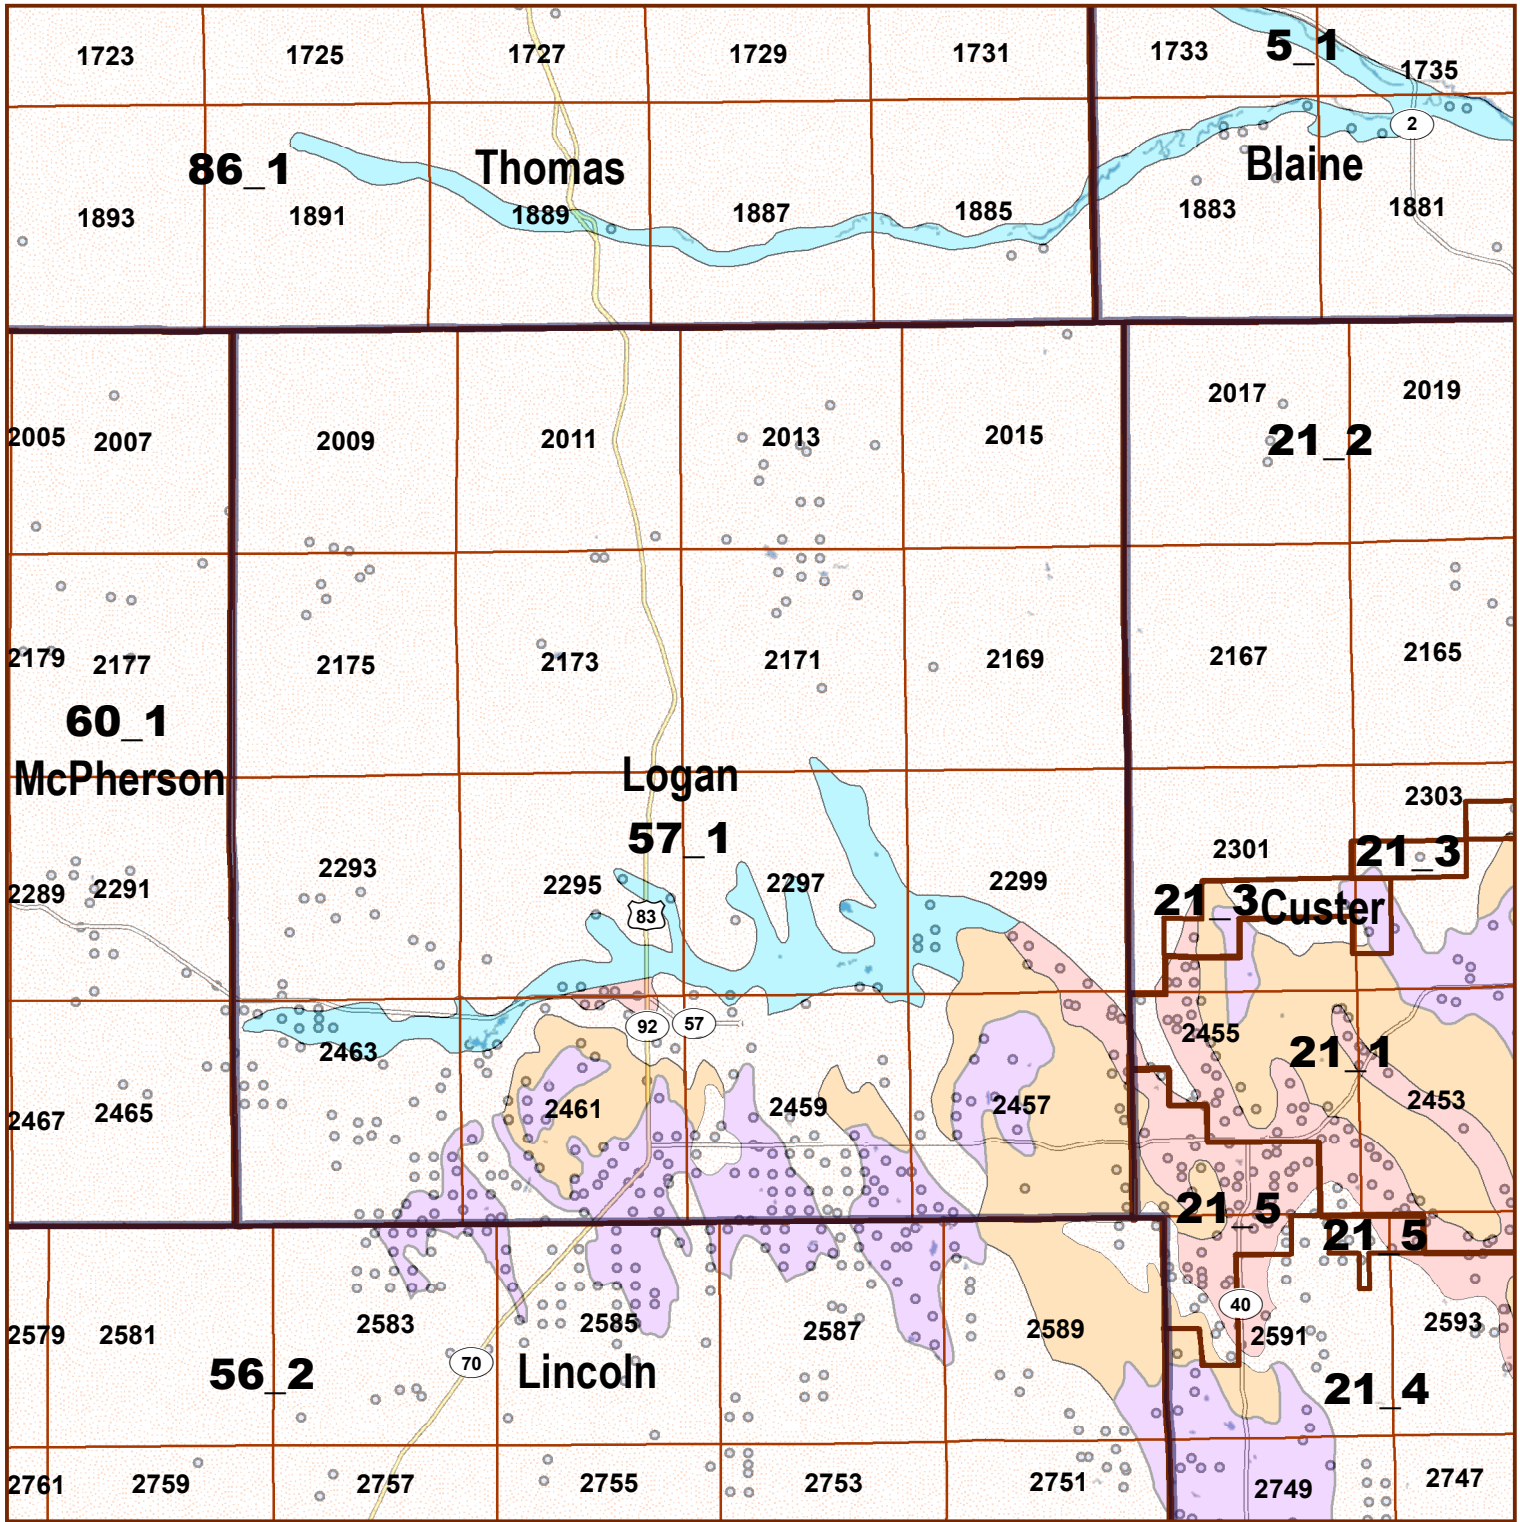 1723 1725 1727 1729 1731 1733 5_1 1735
2
86_1 Thomas Blaine
1893 1891 1889 1887 1885 1883 1881
2017 2019
2005 2007 2009 2011 2013 2015 21_2
2179 2177 2175 2173 2171 2169 2167 2165
60_1
McPherson Logan
2303
57_1 2301 21_3
2289 2291 2293 2295 2297 2299
83 21_3 Custer
92 57 2455
2463 21_1
2467 2465 2461 2459 2457 2453
21_5 21_5
40
2579 2581 2583 2585 2587 2589 2591 2593
70
56_2 Lincoln 21_4
2761 2759 2757 2755 2753 2751 2749 2747